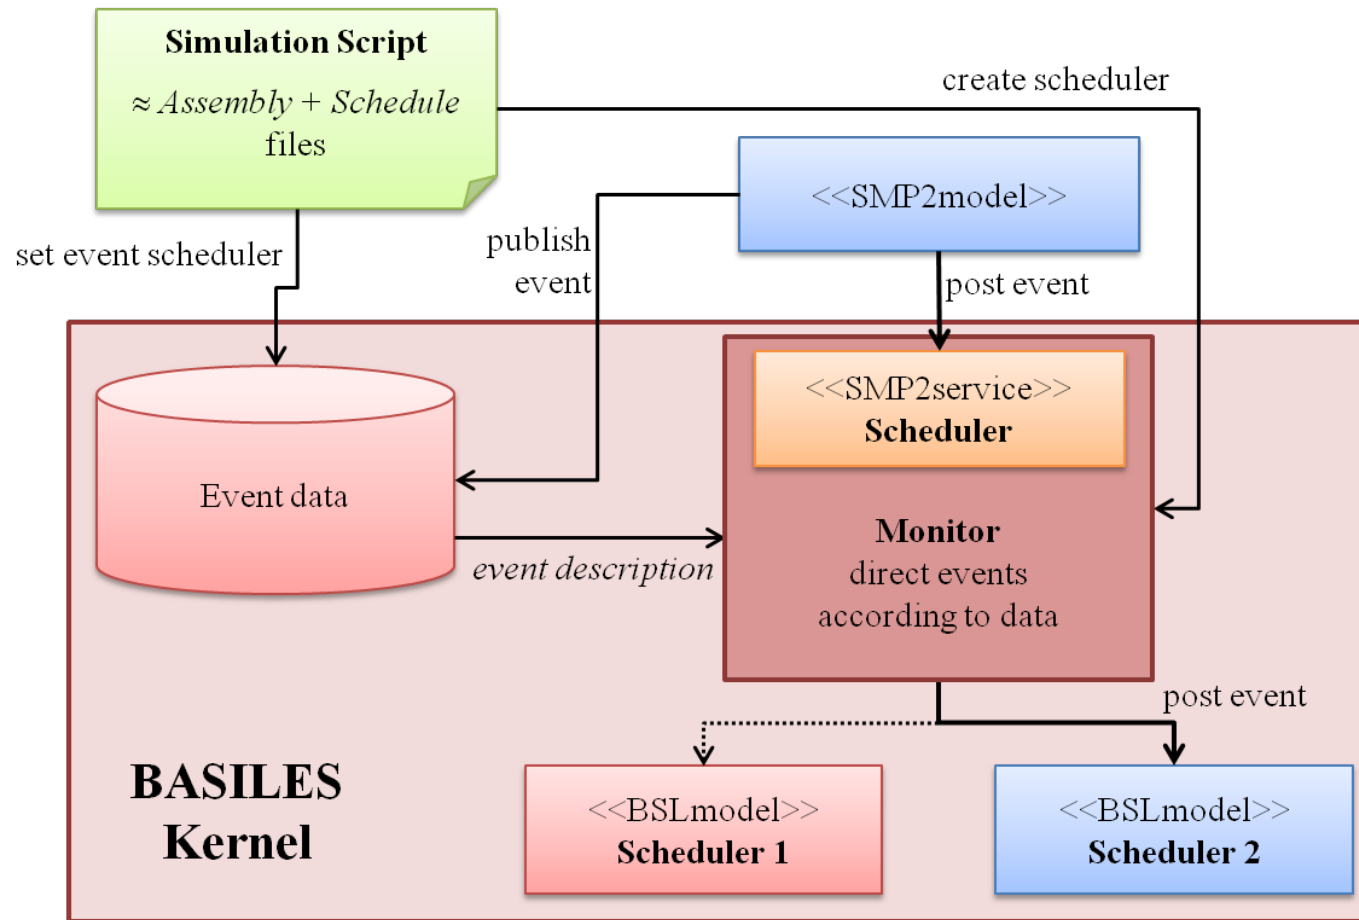 Simulation Script
≈ Assembly + Schedule
files
create scheduler
<<SMP2model>>
set event scheduler
publish
event
post event
<<SMP2service>>
Scheduler
Event data
event description
Monitor
direct events
according to data
post event
BASILES
Kernel
<<BSLmodel>>
Scheduler 1
<<BSLmodel>>
Scheduler 2